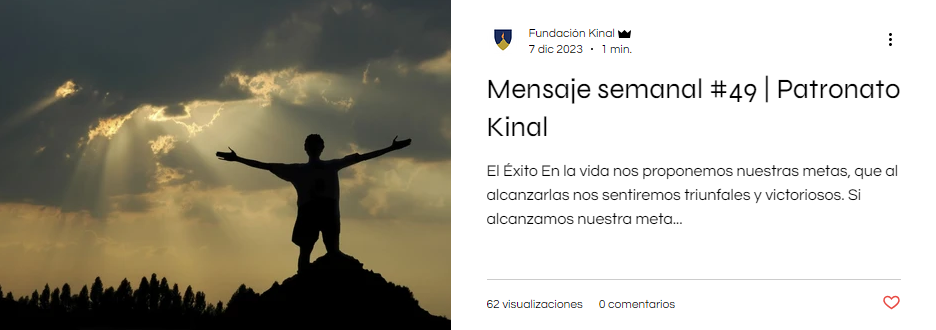 Fundación Kinal
7 dic 2023 · 1 min.
Mensaje semanal #49 | Patronato
Kinal
El Éxito En la vida nos proponemos nuestras metas, que al
alcanzarlas nos sentiremos triunfales y victoriosos. Si
alcanzamos nuestra meta...
62 visualizaciones 0 comentarios